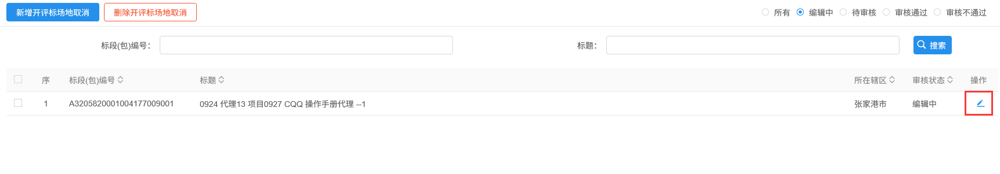 新增开评标场地取消 删除开评标场地取消 所有 编辑中 待审核 审核通过 审核不通过
标段(包)编号： 标题： 搜索
序 标段(包)编号 标题 所在辖区 审核状态 操作
1 A3205820001004177009001 0924 代理13 项目0927 CQQ 操作手册代理 --1 张家港市 编辑中